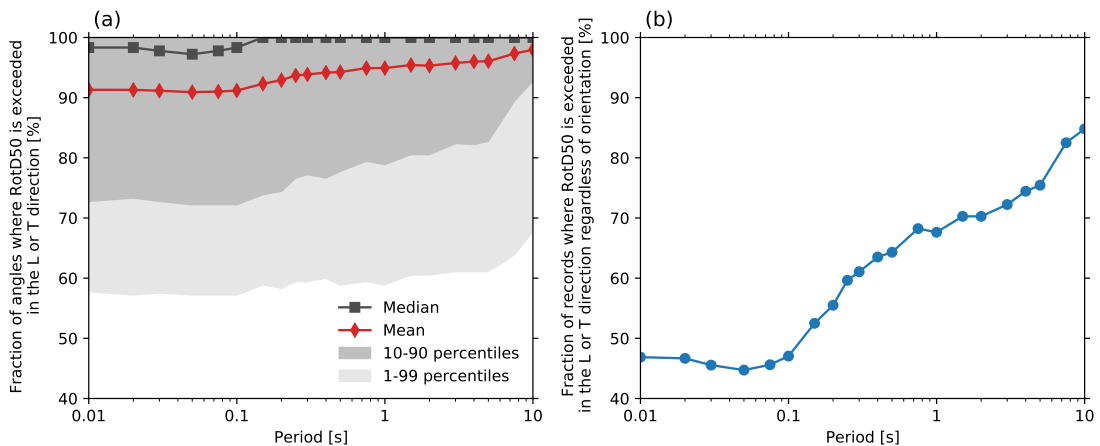 (a)
Fraction of angles where RotD50 is exceeded
in the L or T direction [%]
100
90
80
70
60
50
40
Median
Mean
10-90 percentiles
1-99 percentiles
0.01
0.1
1
10
Period [s]
(b)
Fraction of records where RotD50 is exceeded
in the L or T direction regardless of orientation [%]
100
90
80
70
60
50
40
0.01
0.1
1
10
Period [s]